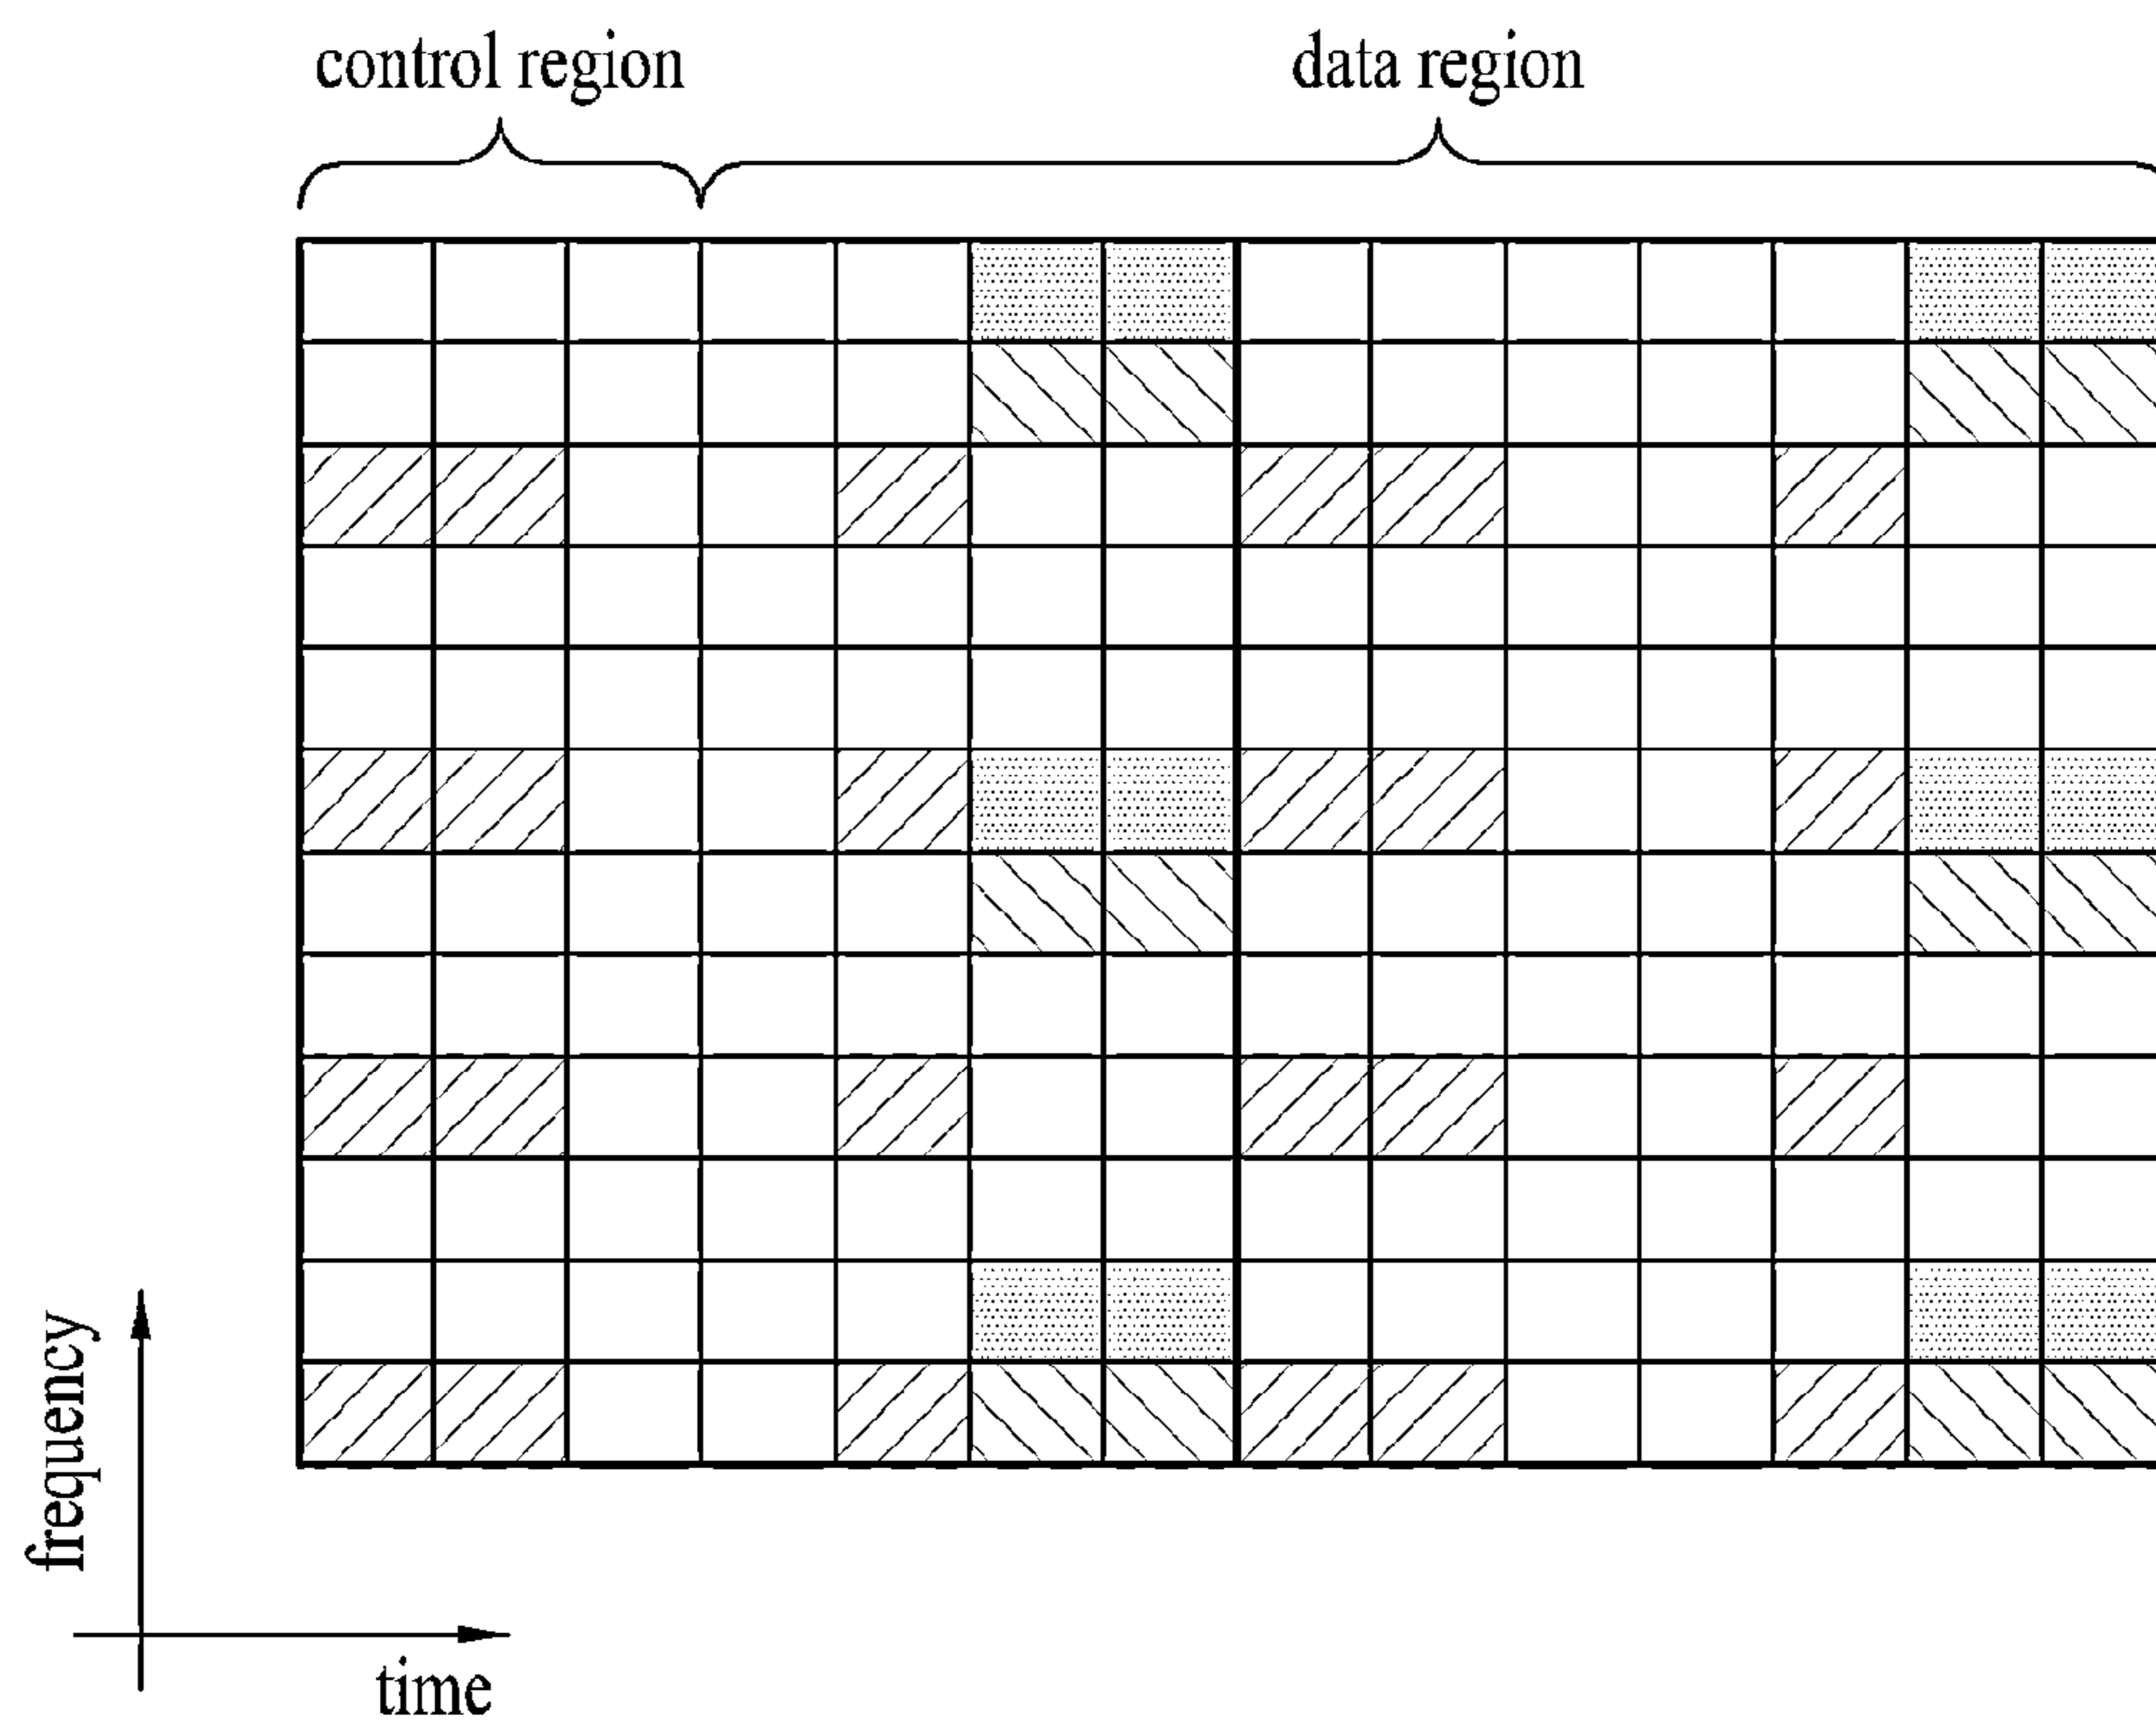 control region
data region
frequency
time